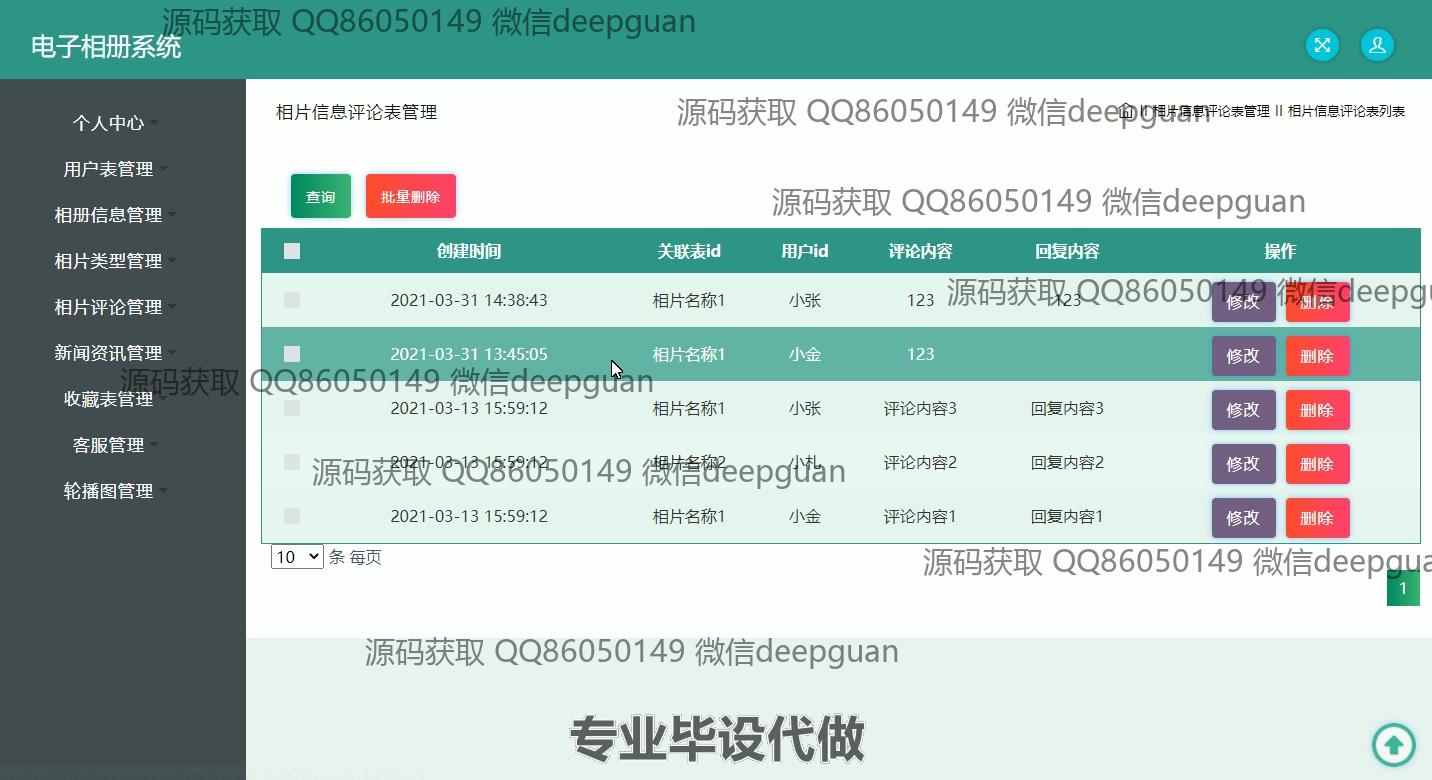 源码获取 QQ86050149 微信deepguan
电子相册系统
个人中心
用户表管理
相册信息管理
相片类型管理
相片评论管理
新闻资讯管理
收藏表管理
客服管理
轮播图管理
相片信息评论表管理
源码获取 QQ86050149 微信deepguan
相片信息评论表管理 II 相片信息评论表列表
查询 批量删除
源码获取 QQ86050149 微信deepguan
创建时间 关联表id 用户id 评论内容 回复内容 操作
2021-03-31 14:38:43 相片名称1 小张 123 123 修改 删除
源码获取 QQ86050149 微信deepgu
2021-03-31 13:45:05 相片名称1 小金 123 修改 删除
源码获取 QQ86050149 微信deepguan
2021-03-13 15:59:12 相片名称1 小张 评论内容3 回复内容3 修改 删除
2021-03-13 15:59:12 相片名称2 小札 评论内容2 回复内容2 修改 删除
源码获取 QQ86050149 微信deepguan
2021-03-13 15:59:12 相片名称1 小金 评论内容1 回复内容1 修改 删除
10 条 每页
源码获取 QQ86050149 微信deepgua
1
源码获取 QQ86050149 微信deepguan
专业毕设代做